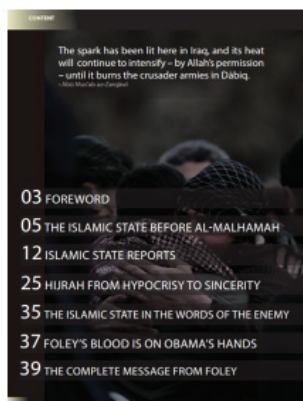 CONTENT
The spark has been lit here in Iraq, and its heat
will continue to intensify – by Allah's permission
– until it burns the crusader armies in Dābiq.
03 FOREWORD
05 THE ISLAMIC STATE BEFORE AL-MALHAMAH
12 ISLAMIC STATE REPORTS
25 HIJRAH FROM HYPOCRISY TO SINCERITY
35 THE ISLAMIC STATE IN THE WORDS OF THE ENEMY
37 FOLEY'S BLOOD IS ON OBAMA'S HANDS
39 THE COMPLETE MESSAGE FROM FOLEY